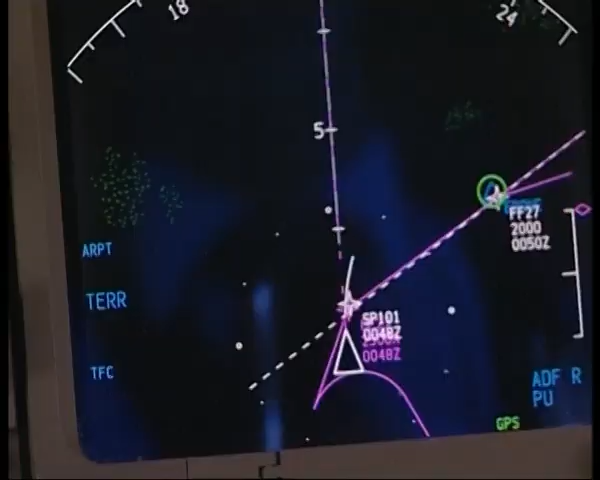 18
24
5
FF27
2000
0050Z
ARPT
TERR
SP101
0048Z
0048Z
TFC
ADF R
PU
GPS